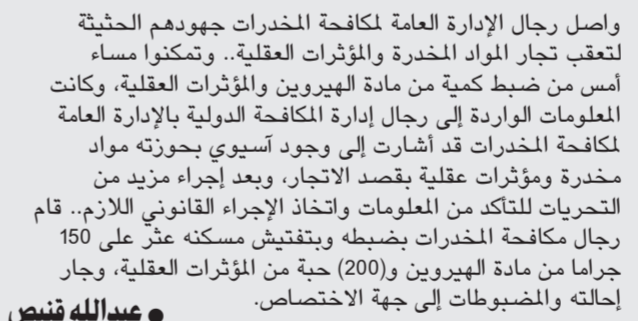 واصل رجال الإدارة العامة لمكافحة المخدرات جهودهم الحثيثة
لتعقب تجار المواد المخدرة والمؤثرات العقلية.. وتمكنوا مساء
أمس من ضبط كمية من مادة الهيروين والمؤثرات العقلية، وكانت
المعلومات الواردة إلى رجال إدارة المكافحة الدولية بالإدارة العامة
لمكافحة المخدرات قد أشارت إلى وجود آسيوي بحوزته مواد
مخدرة ومؤثرات عقلية بقصد الاتجار، وبعد إجراء مزيد من
التحريات للتأكد من المعلومات واتخاذ الإجراء القانوني اللازم.. قام
رجال مكافحة المخدرات بضبطه وبتفتيش مسكنه عثر على 150
جراما من مادة الهيروين و(200) حبة من المؤثرات العقلية، وجار
إحالته والمضبوطات إلى جهة الاختصاص.
● عبدالله قنيص